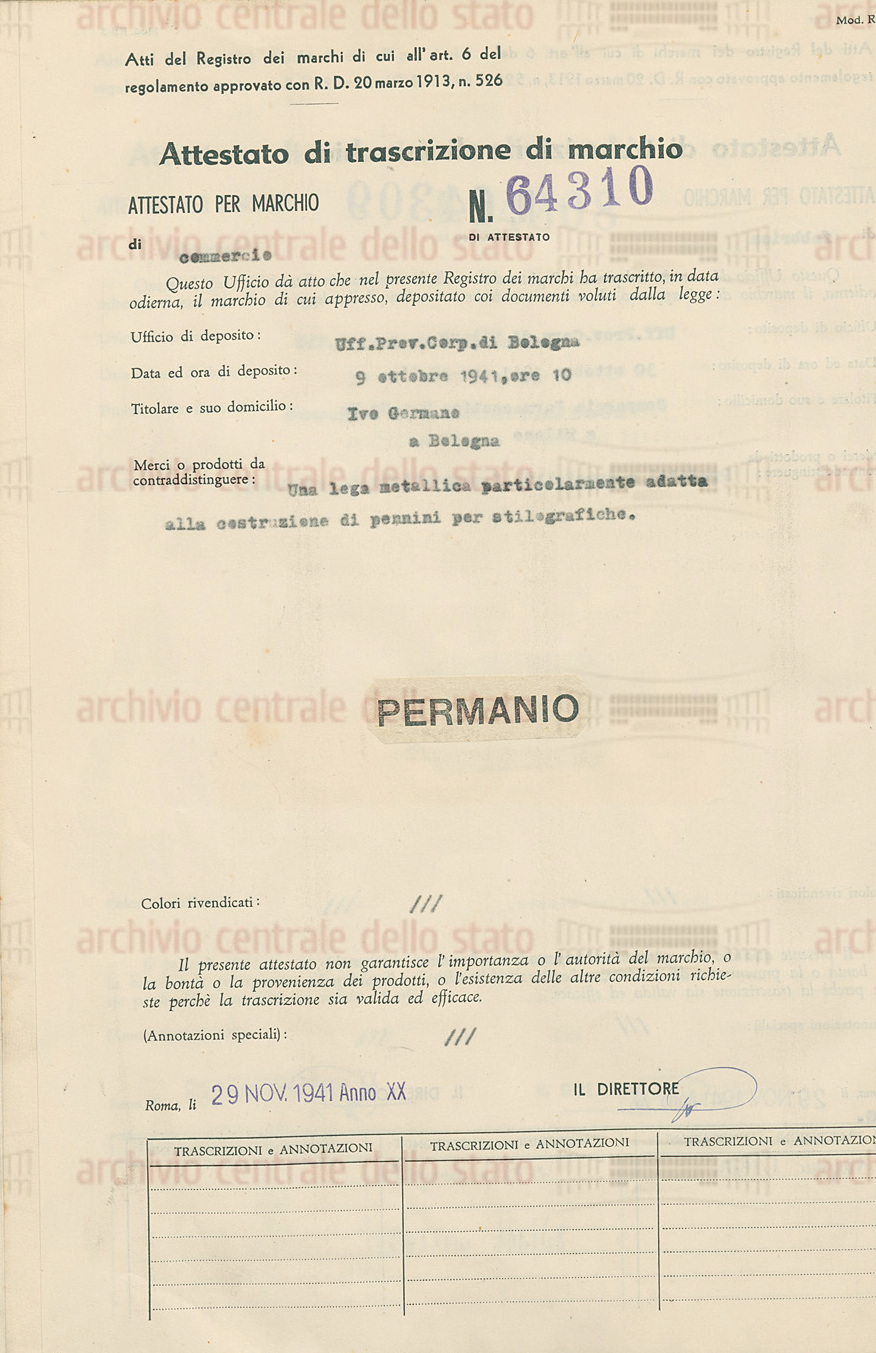 Mod. R
Atti del Registro dei marchi di cui all'art. 6 del
regolamento approvato con R. D. 20 marzo 1913, n. 526
Attestato di trascrizione di marchio
ATTESTATO PER MARCHIO
N. 64310
DI ATTESTATO
di
commercio
Questo Ufficio dà atto che nel presente Registro dei marchi ha trascritto, in data
odierna, il marchio di cui appresso, depositato coi documenti voluti dalla legge :
Ufficio di deposito : Uff.Prov.Corp.di Bologna
Data ed ora di deposito : 9 ottobre 1941,ore 10
Titolare e suo domicilio : Ivo Germano
a Bologna
Merci o prodotti da
contraddistinguere : Una lega metallica particolarmente adatta
alla costruzione di pennini per stilografiche.
PERMANIO
Colori rivendicati : ///
Il presente attestato non garantisce l'importanza o l'autorità del marchio, o
la bontà o la provenienza dei prodotti, o l'esistenza delle altre condizioni richie-
ste perchè la trascrizione sia valida ed efficace.
(Annotazioni speciali) : ///
Roma, li 29 NOV. 1941 Anno XX
IL DIRETTORE
TRASCRIZIONI e ANNOTAZIONI TRASCRIZIONI e ANNOTAZIONI TRASCRIZIONI e ANNOTAZION
archivio centrale dello stato